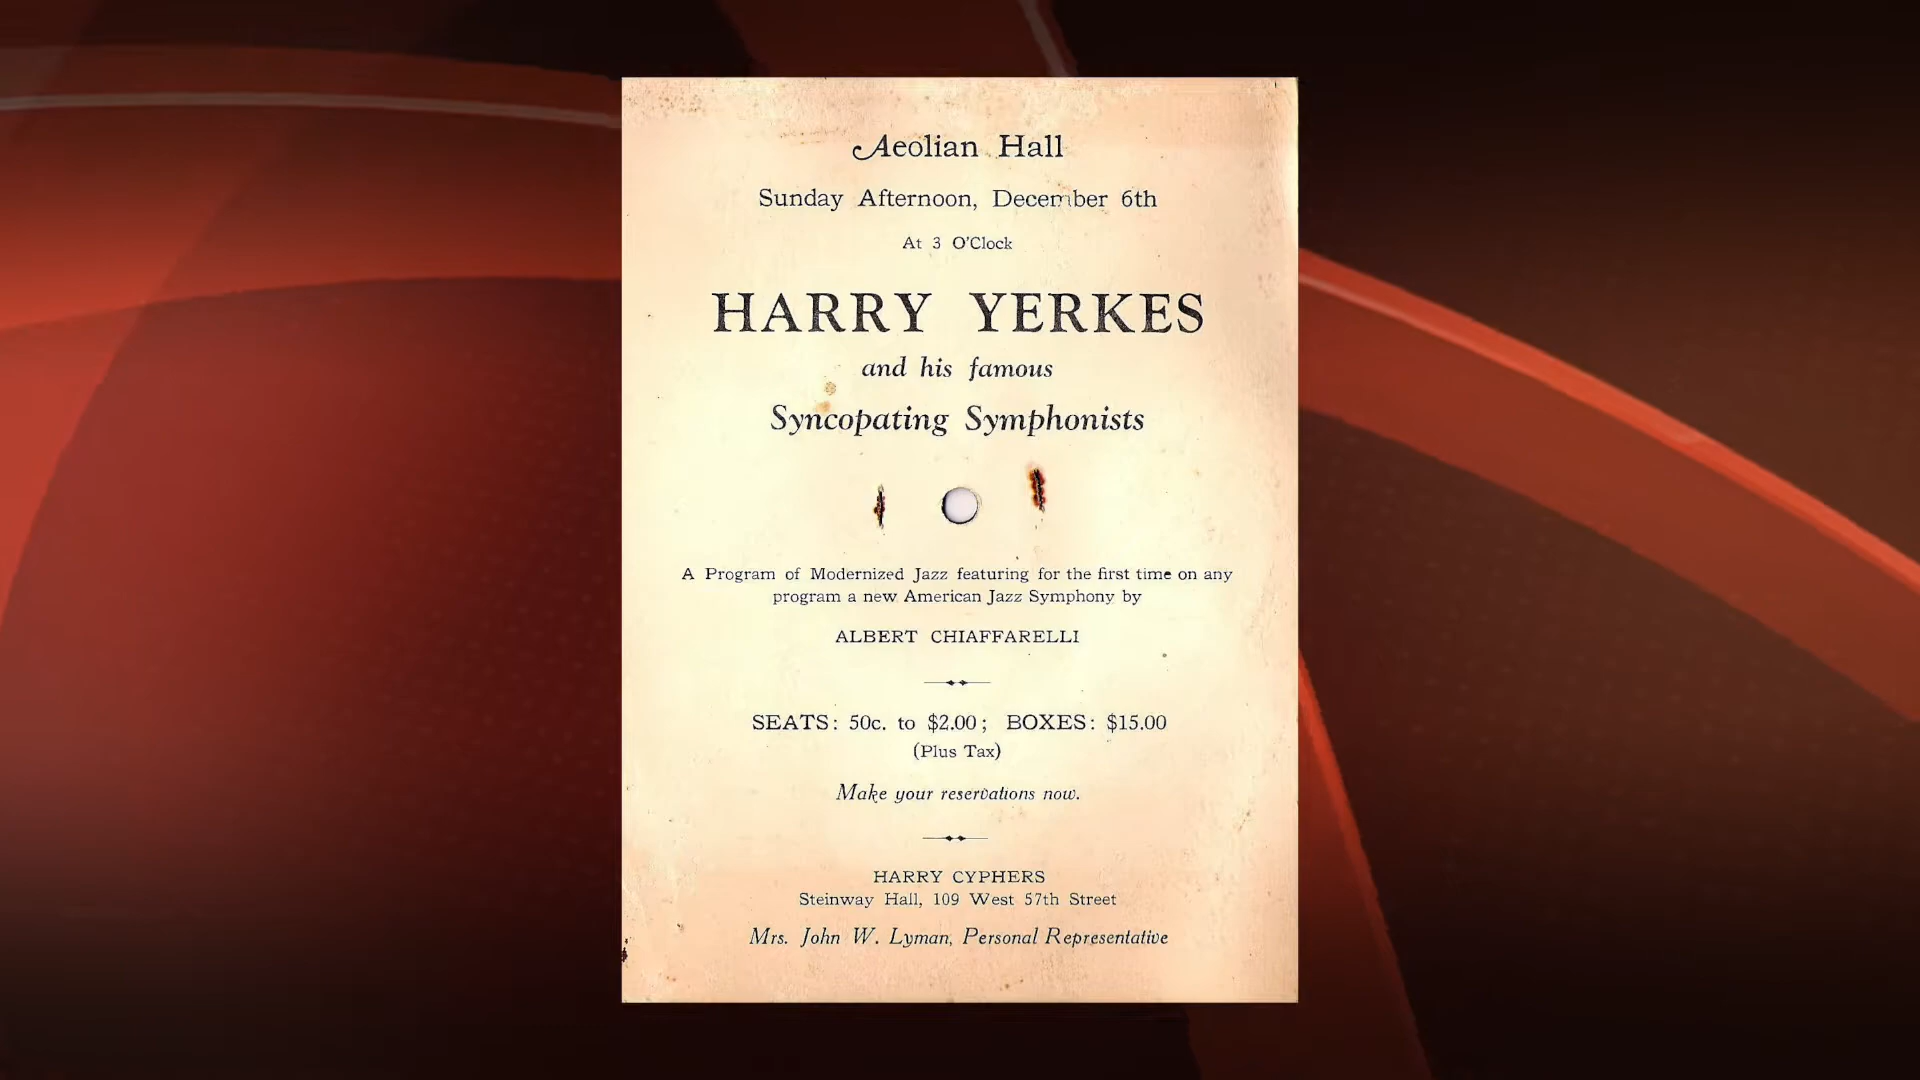 Aeolian Hall
Sunday Afternoon, December 6th
At 3 O'Clock
HARRY YERKES
and his famous
Syncopating Symphonists
A Program of Modernized Jazz featuring for the first time on any
program a new American Jazz Symphony by
ALBERT CHIAFFARELLI
SEATS: 50c. to $2.00; BOXES: $15.00
(Plus Tax)
Make your reservations now.
HARRY CYPHERS
Steinway Hall, 109 West 57th Street
Mrs. John W. Lyman, Personal Representative